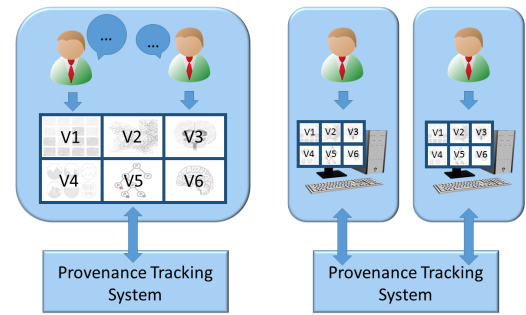 ...
...
V1 V2 V3
V4 V5 V6
Provenance Tracking
System
V1 V2 V3
V4 V5 V6
V1 V2 V3
V4 V5 V6
Provenance Tracking
System